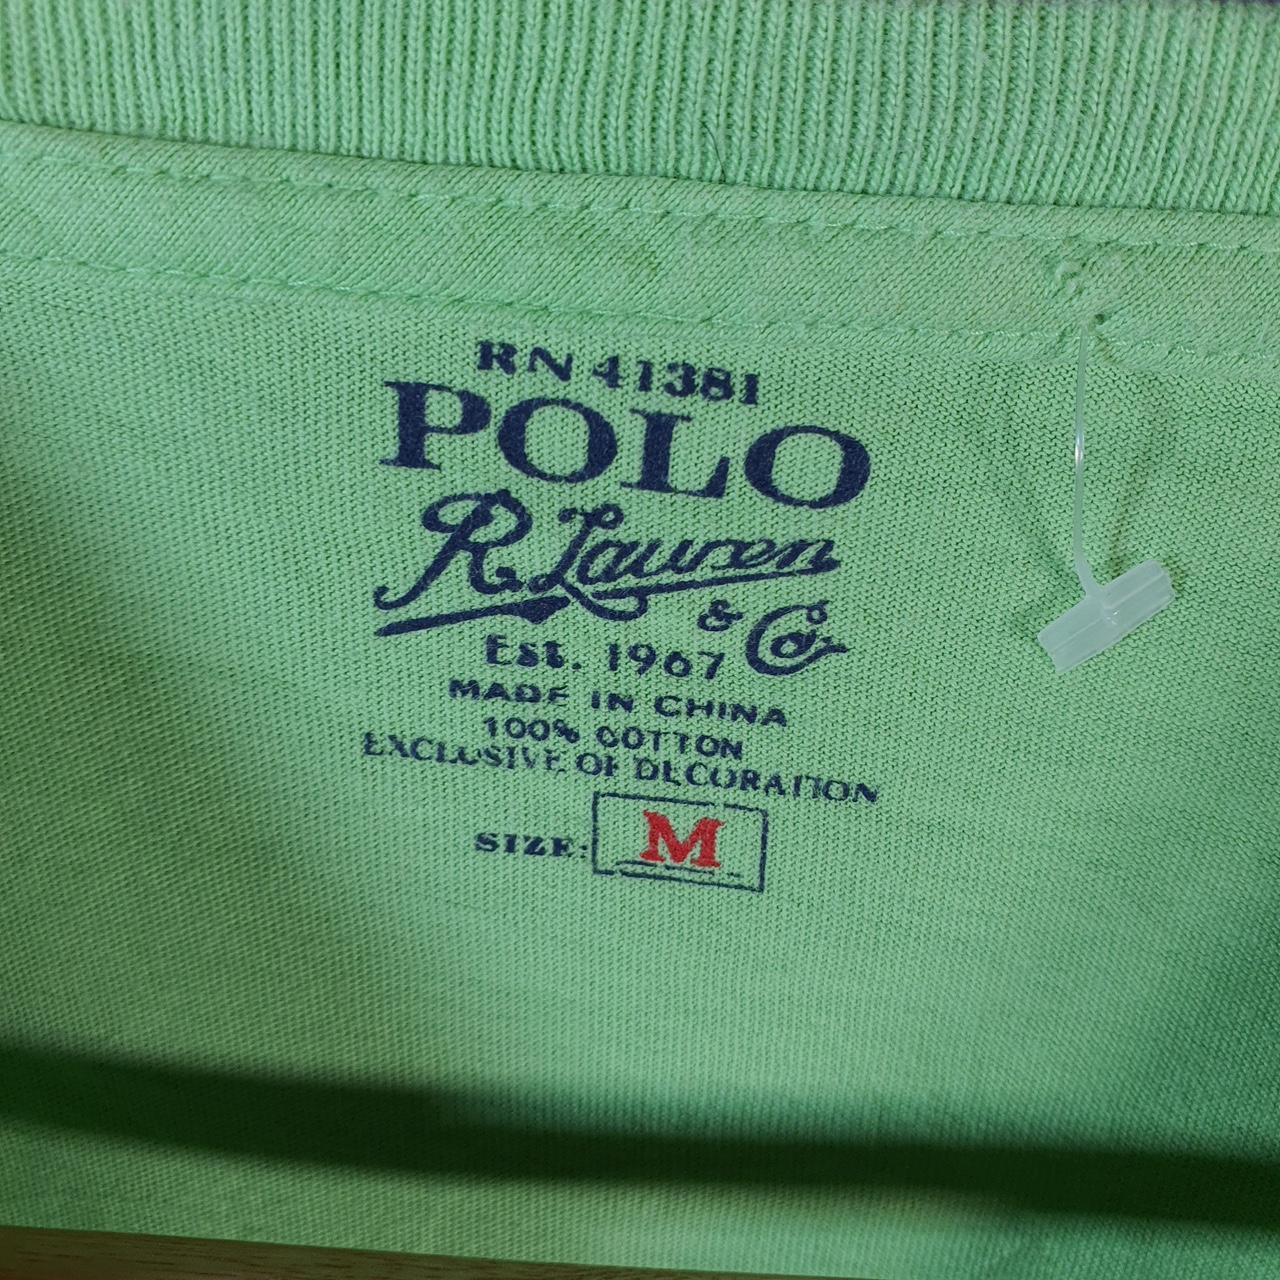 RN 41381
POLO
R. Lauren
& Co.
Est. 1967
MADE IN CHINA
100% COTTON
EXCLUSIVE OF DECORATION
SIZE: M